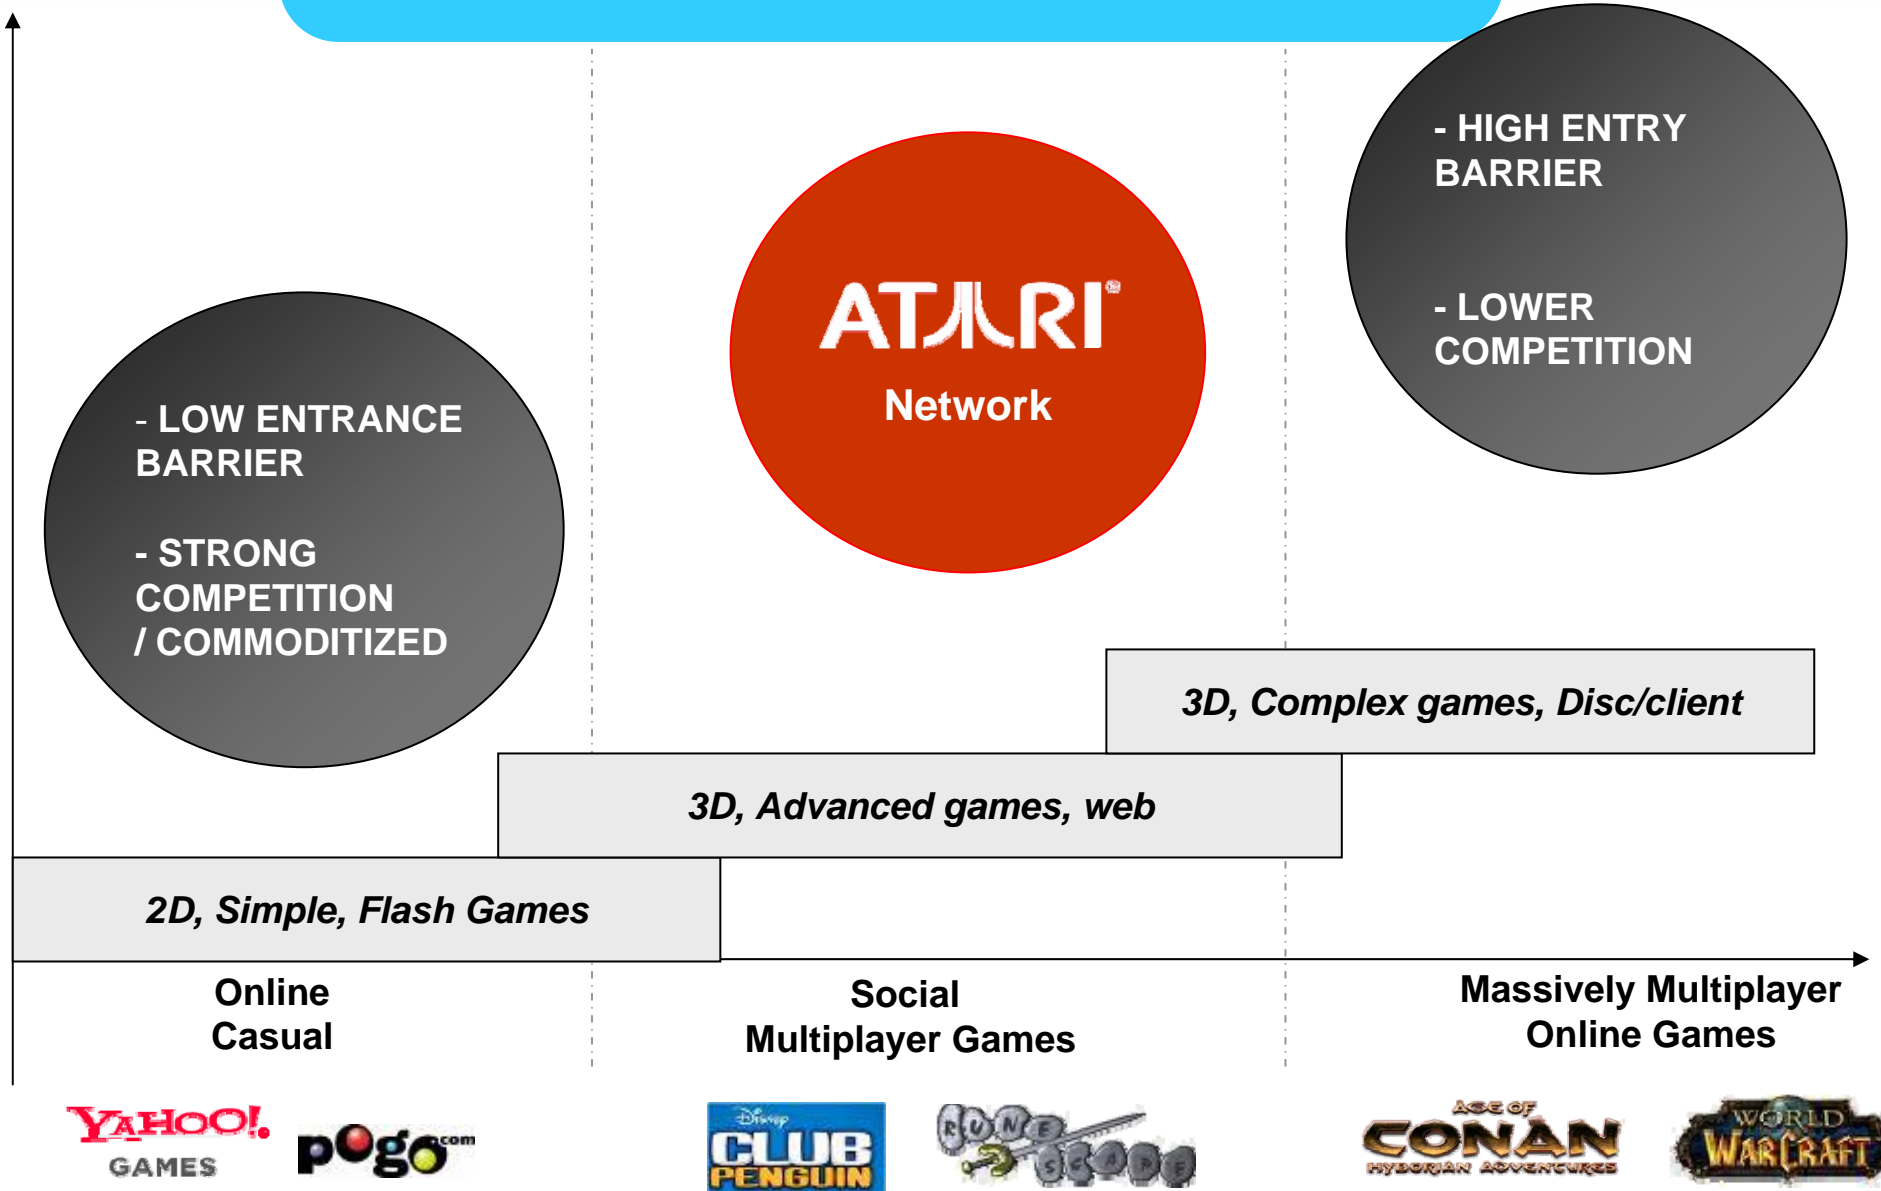 - HIGH ENTRY
BARRIER
- LOWER
COMPETITION
ATARI®
Network
- LOW ENTRANCE
BARRIER
- STRONG
COMPETITION
/ COMMODITIZED
3D, Complex games, Disc/client
3D, Advanced games, web
2D, Simple, Flash Games
Online
Casual
Social
Multiplayer Games
Massively Multiplayer
Online Games
YAHOO!
GAMES
pogo.com
Disney
CLUB
PENGUIN
RUNE
SCAPE
AGE OF
CONAN
HYBORIAN ADVENTURES
WORLD
WARCRAFT